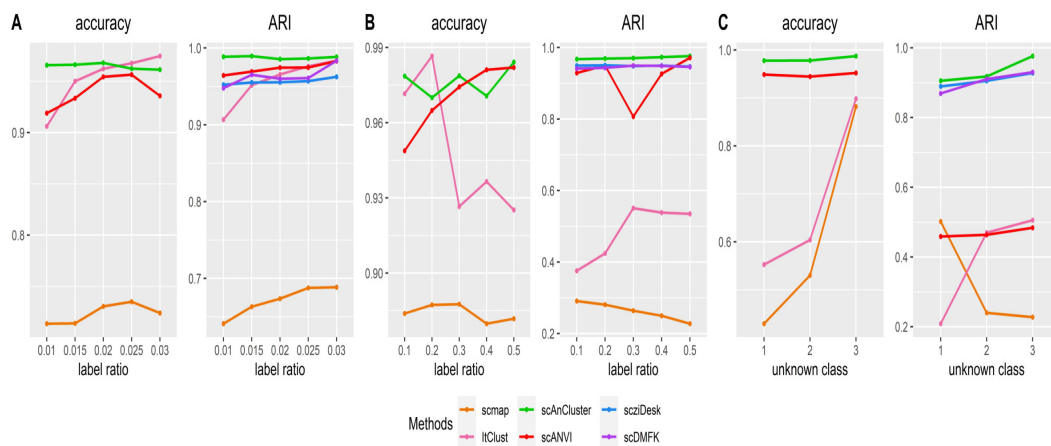 A
accuracy
ARI
B
accuracy
ARI
C
accuracy
ARI
0.9
0.8
0.01 0.015 0.02 0.025 0.03
label ratio
1.0
0.9
0.8
0.7
0.01 0.015 0.02 0.025 0.03
label ratio
0.99
0.96
0.93
0.90
0.1 0.2 0.3 0.4 0.5
label ratio
1.0
0.8
0.6
0.4
0.2
0.1 0.2 0.3 0.4 0.5
label ratio
1.0
0.8
0.6
1 2 3
unknown class
1.0
0.8
0.6
0.4
0.2
1 2 3
unknown class
Methods
scmap
scAnCluster
scziDesk
ItClust
scANVI
scDMFK